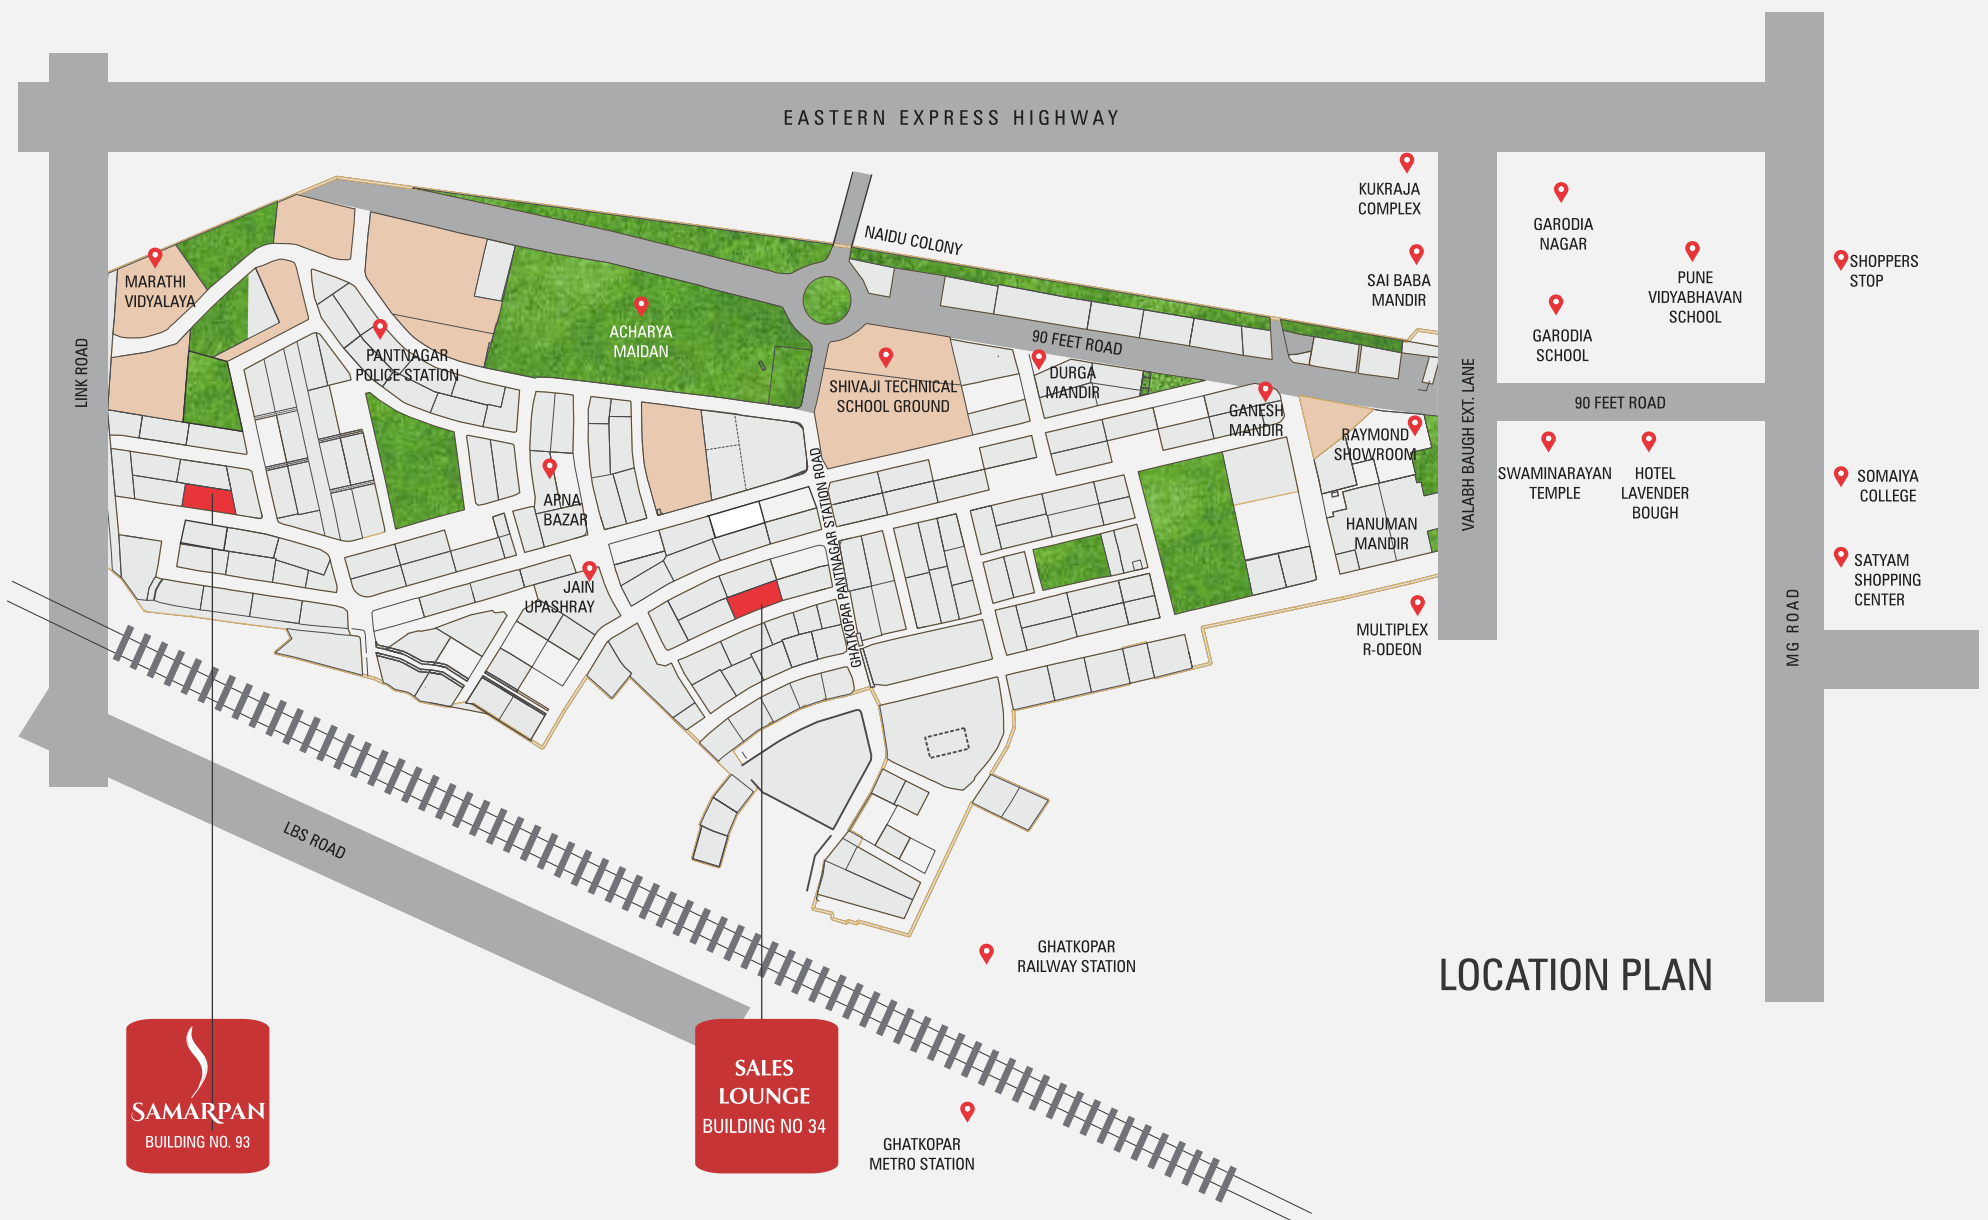 EASTERN EXPRESS HIGHWAY
NAIDU COLONY
KUKRAJA
COMPLEX
GARODIA
NAGAR
SAI BABA
MANDIR
PUNE
VIDYABHAVAN
SCHOOL
SHOPPERS
STOP
MARATHI
VIDYALAYA
ACHARYA
MAIDAN
PANTNAGAR
POLICE STATION
LINK ROAD
90 FEET ROAD
GARODIA
SCHOOL
SHIVAJI TECHNICAL
SCHOOL GROUND
DURGA
MANDIR
GANESH
MANDIR
90 FEET ROAD
VALABH BAUGH EXT. LANE
RAYMOND
SHOWROOM
SWAMINARAYAN
TEMPLE
HOTEL
LAVENDER
BOUGH
SOMAIYA
COLLEGE
APNA
BAZAR
GHATKOPAR PANTNAGAR STATION ROAD
HANUMAN
MANDIR
JAIN
UPASHRAY
SATYAM
SHOPPING
CENTER
MULTIPLEX
R-ODEON
MG ROAD
LBS ROAD
GHATKOPAR
RAILWAY STATION
LOCATION PLAN
SAMARPAN
BUILDING NO. 93
SALES
LOUNGE
BUILDING NO 34
GHATKOPAR
METRO STATION